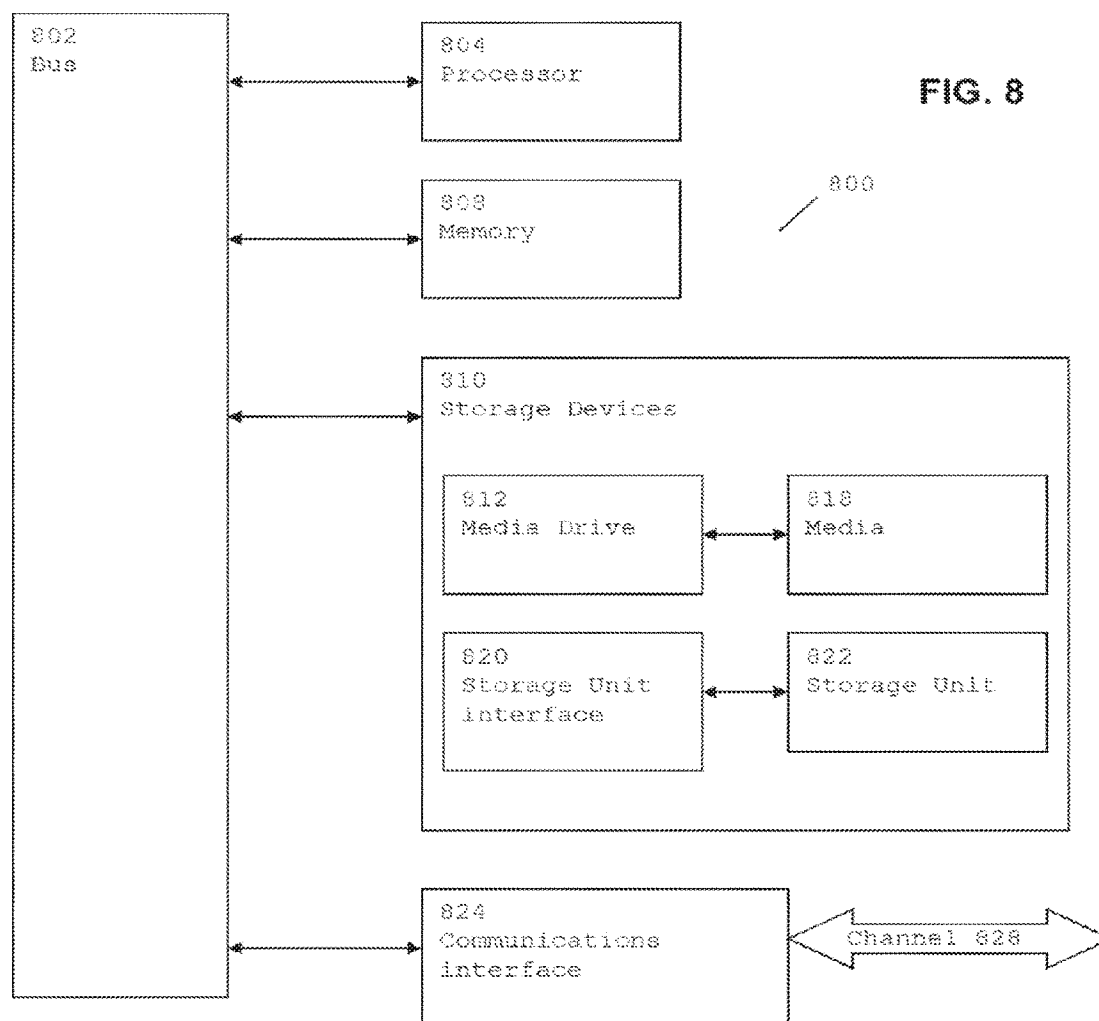 802
Bus
804
Processor
FIG. 8
800
808
Memory
810
Storage Devices
812
Media Drive
818
Media
820
Storage Unit
interface
822
Storage Unit
824
Communications
interface
Channel 828